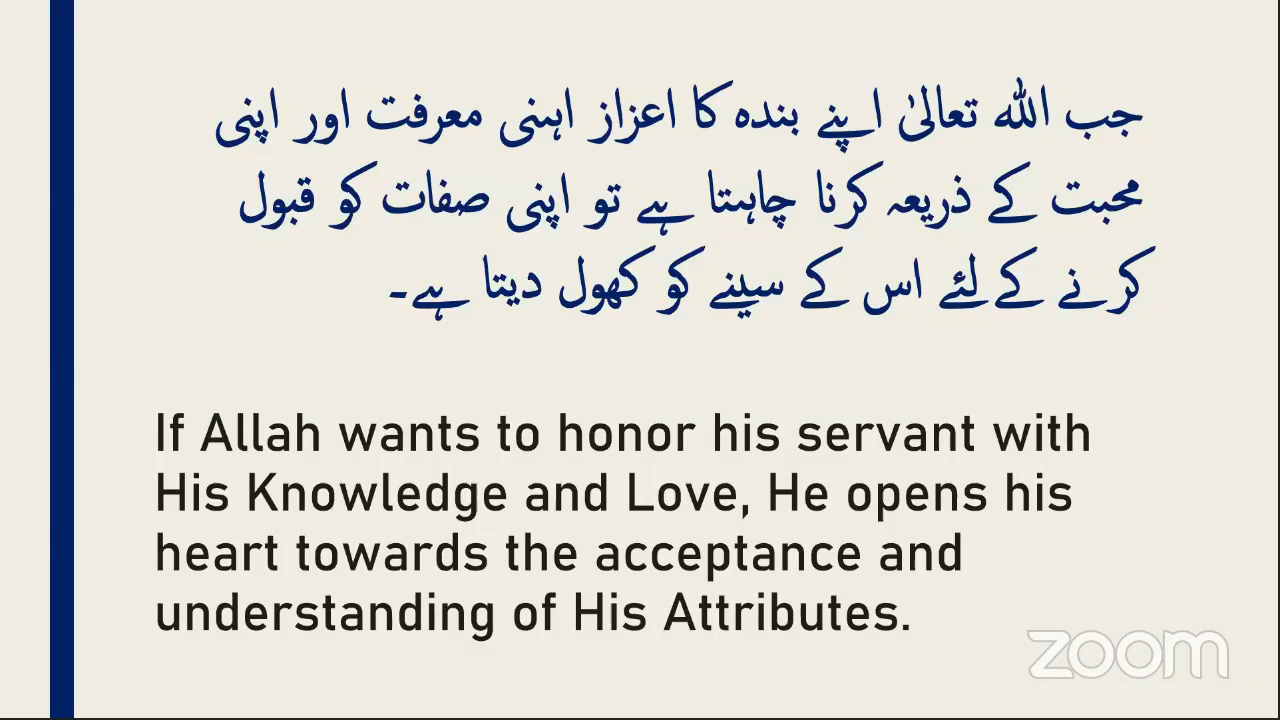 جب اللہ تعالیٰ اپنے بندہ کا اعزاز اہنی معرفت اور اپنی
محبت کے ذریعہ کرنا چاہتا ہے تو اپنی صفات کو قبول
کرنے کے لئے اس کے سینے کو کھول دیتا ہے۔
If Allah wants to honor his servant with
His Knowledge and Love, He opens his
heart towards the acceptance and
understanding of His Attributes.
zoom